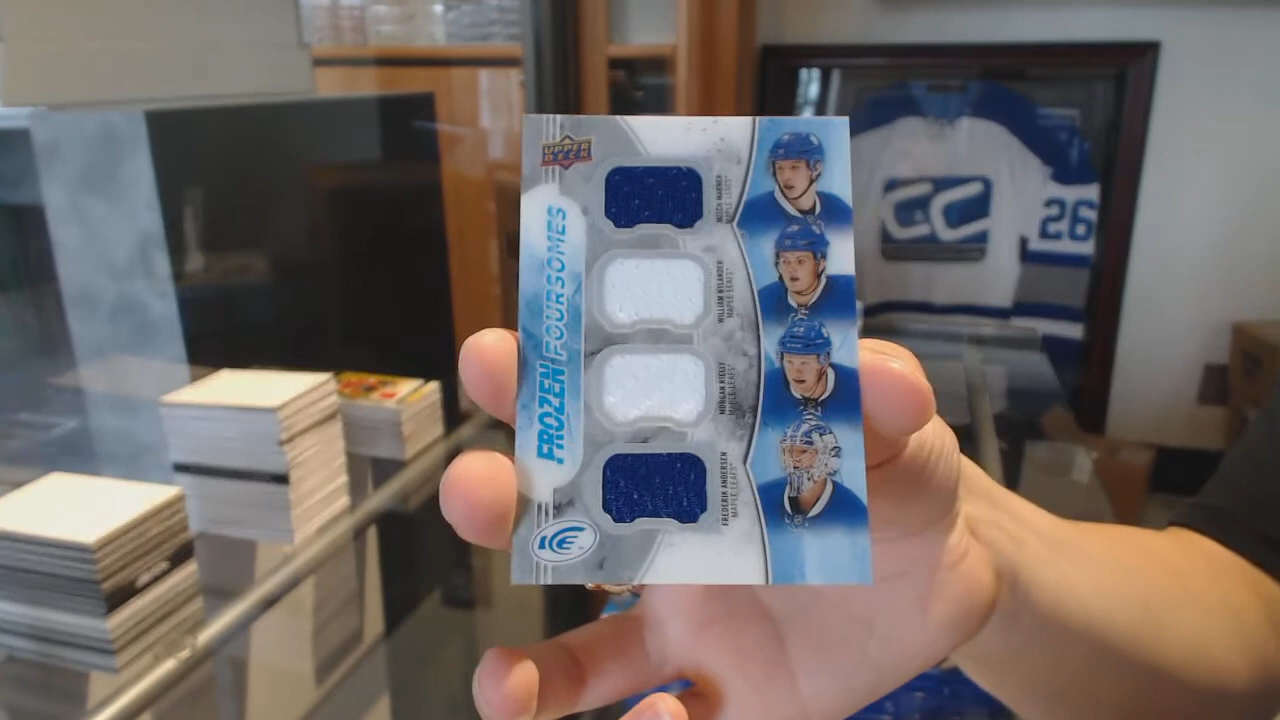 UPPER
DECK
FROZEN FOURSOMES
MITCH MARNER
MAPLE LEAFS
WILLIAM NYLANDER
MAPLE LEAFS
MORGAN RIELLY
MAPLE LEAFS
FREDERIK ANDERSEN
MAPLE LEAFS
CC
26